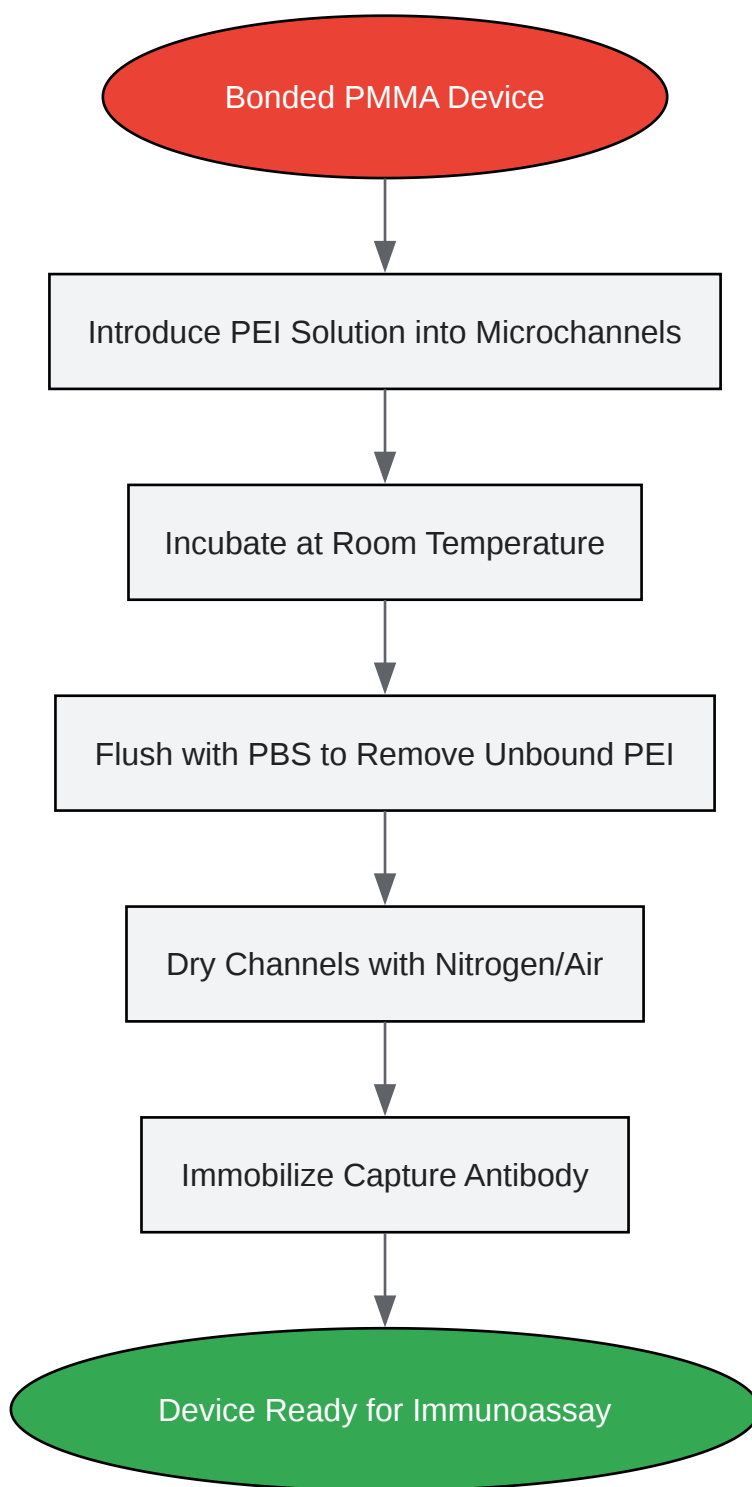 Bonded PMMA Device
Introduce PEI Solution into Microchannels
Incubate at Room Temperature
Flush with PBS to Remove Unbound PEI
Dry Channels with Nitrogen/Air
Immobilize Capture Antibody
Device Ready for Immunoassay